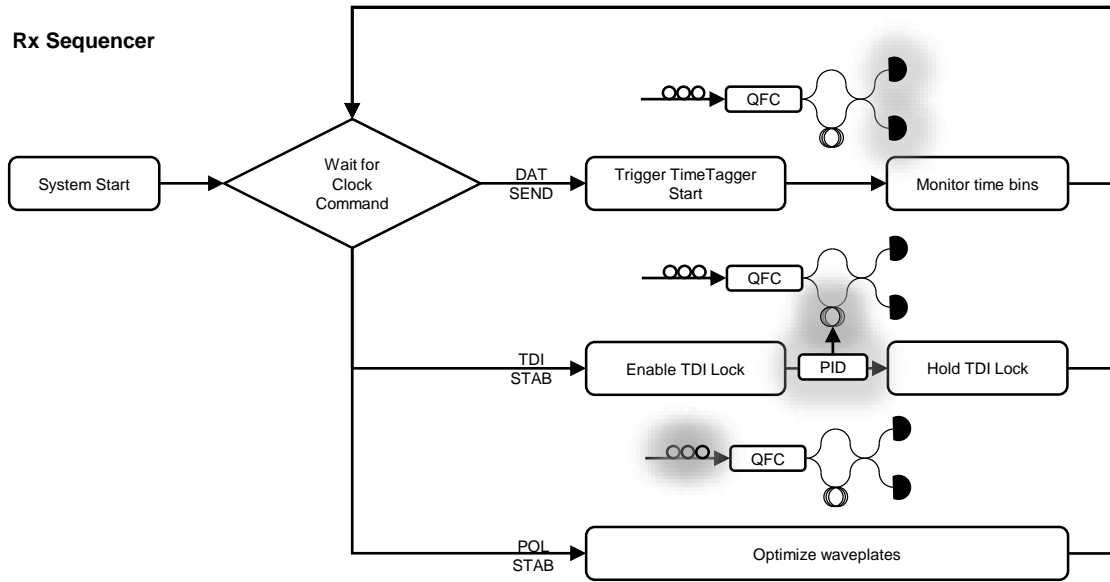 Rx Sequencer
QFC
System Start
Wait for
Clock
Command
DAT
SEND
Trigger TimeTagger
Start
Monitor time bins
QFC
TDI
STAB
Enable TDI Lock
PID
Hold TDI Lock
QFC
POL
STAB
Optimize waveplates